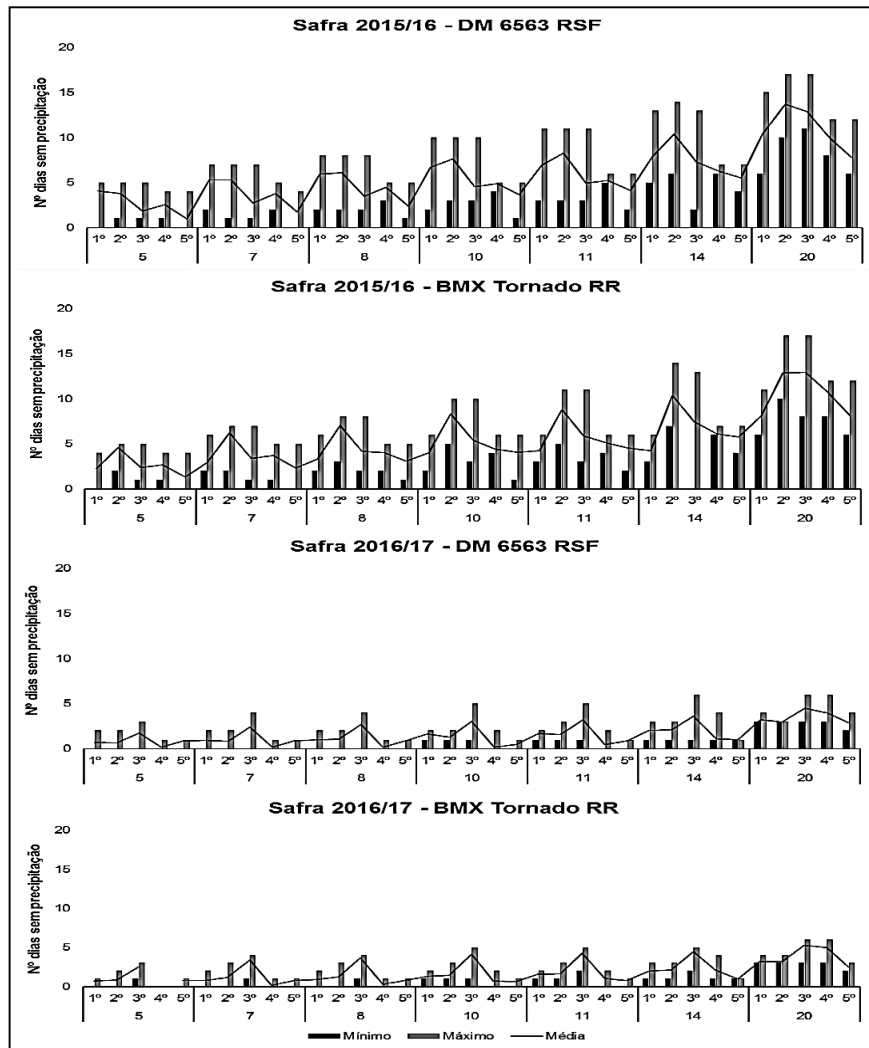 Safra 2015/16 - DM 6563 RSF
Nº dias sem precipitação
20
15
10
5
0
1º 2º 3º 4º 5º 1º 2º 3º 4º 5º 1º 2º 3º 4º 5º 1º 2º 3º 4º 5º 1º 2º 3º 4º 5º 1º 2º 3º 4º 5º 1º 2º 3º 4º 5º
5 7 8 10 11 14 20
Safra 2015/16 - BMX Tornado RR
Nº dias sem precipitação
20
15
10
5
0
1º 2º 3º 4º 5º 1º 2º 3º 4º 5º 1º 2º 3º 4º 5º 1º 2º 3º 4º 5º 1º 2º 3º 4º 5º 1º 2º 3º 4º 5º 1º 2º 3º 4º 5º
5 7 8 10 11 14 20
Safra 2016/17 - DM 6563 RSF
Nº dias sem precipitação
20
15
10
5
0
1º 2º 3º 4º 5º 1º 2º 3º 4º 5º 1º 2º 3º 4º 5º 1º 2º 3º 4º 5º 1º 2º 3º 4º 5º 1º 2º 3º 4º 5º 1º 2º 3º 4º 5º
5 7 8 10 11 14 20
Safra 2016/17 - BMX Tornado RR
Nº dias sem precipitação
20
15
10
5
0
1º 2º 3º 4º 5º 1º 2º 3º 4º 5º 1º 2º 3º 4º 5º 1º 2º 3º 4º 5º 1º 2º 3º 4º 5º 1º 2º 3º 4º 5º 1º 2º 3º 4º 5º
5 7 8 10 11 14 20
Mínimo Máximo Média